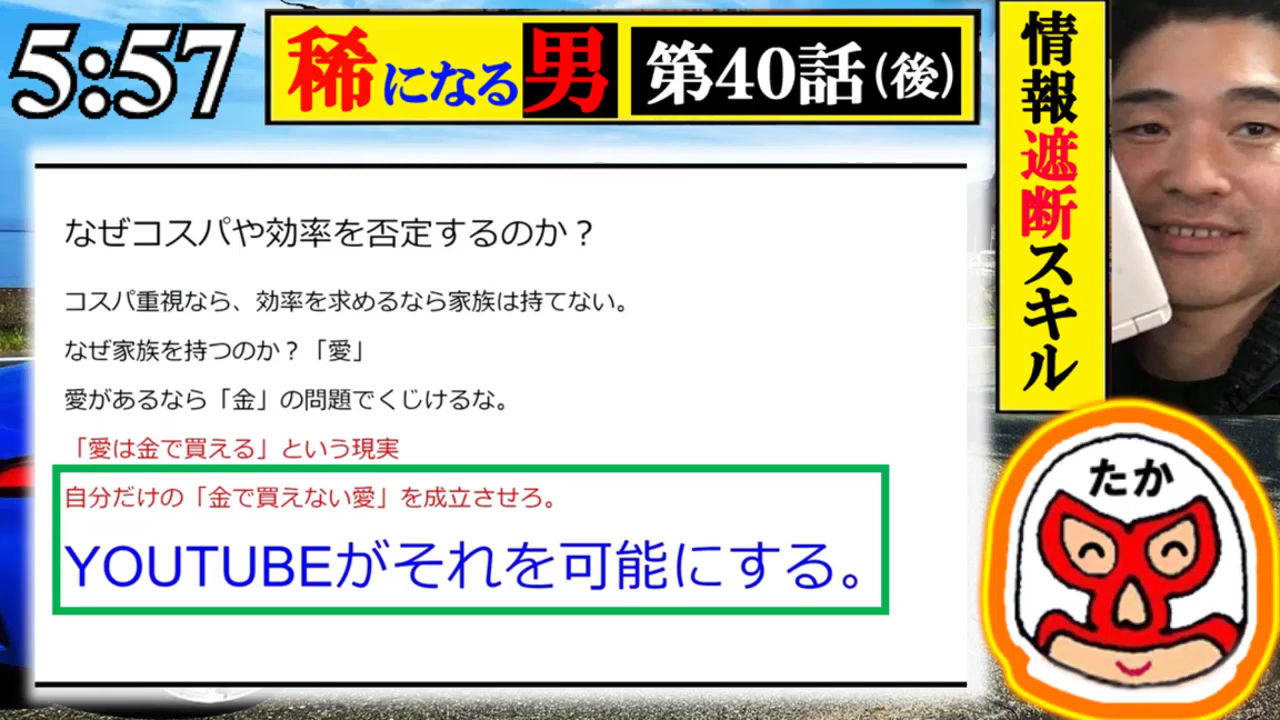 5:57
稀になる男 第40話(後)
情報遮断スキル
なぜコスパや効率を否定するのか？
コスパ重視なら、効率を求めるなら家族は持てない。
なぜ家族を持つのか？「愛」
愛があるなら「金」の問題でくじけるな。
「愛は金で買える」という現実
自分だけの「金で買えない愛」を成立させろ。
YOUTUBEがそれを可能にする。
たか